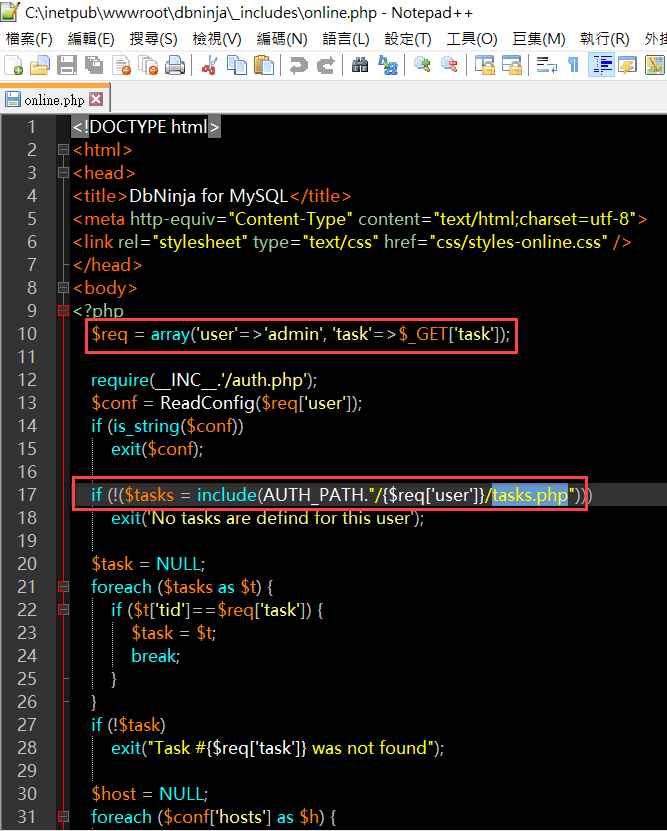 C:\inetpub\wwwroot\dbninja\_includes\online.php - Notepad++
檔案(F) 編輯(E) 搜尋(S) 檢視(V) 編碼(N) 語言(L) 設定(T) 工具(O) 巨集(M) 執行(R) 外掛
online.php
1 <!DOCTYPE html>
2 <html>
3 <head>
4 <title>DbNinja for MySQL</title>
5 <meta http-equiv="Content-Type" content="text/html;charset=utf-8">
6 <link rel="stylesheet" type="text/css" href="css/styles-online.css" />
7 </head>
8 <body>
9 <?php
10 $req = array('user'=>'admin', 'task'=>$_GET['task']);
11
12 require(__INC__.'/auth.php');
13 $conf = ReadConfig($req['user']);
14 if (is_string($conf))
15 exit($conf);
16
17 if (!($tasks = include(AUTH_PATH."/{$req['user']}/tasks.php")))
18 exit('No tasks are defind for this user');
19
20 $task = NULL;
21 foreach ($tasks as $t) {
22 if ($t['tid']==$req['task']) {
23 $task = $t;
24 break;
25 }
26 }
27 if (!$task)
28 exit("Task #{$req['task']} was not found");
29
30 $host = NULL;
31 foreach ($conf['hosts'] as $h) {